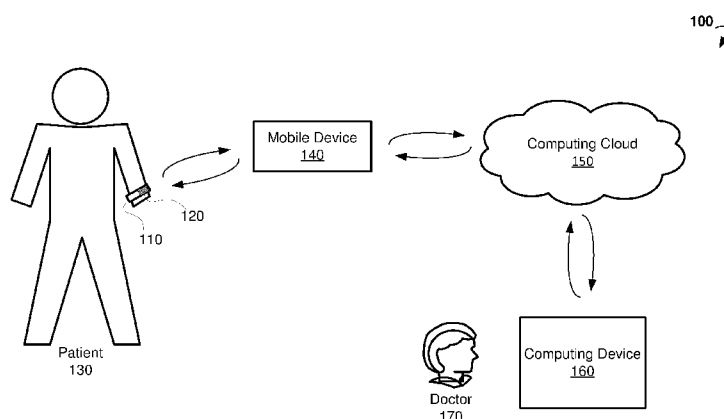 100
Mobile Device
140
Computing Cloud
150
120
110
Patient
130
Computing Device
160
Doctor
170